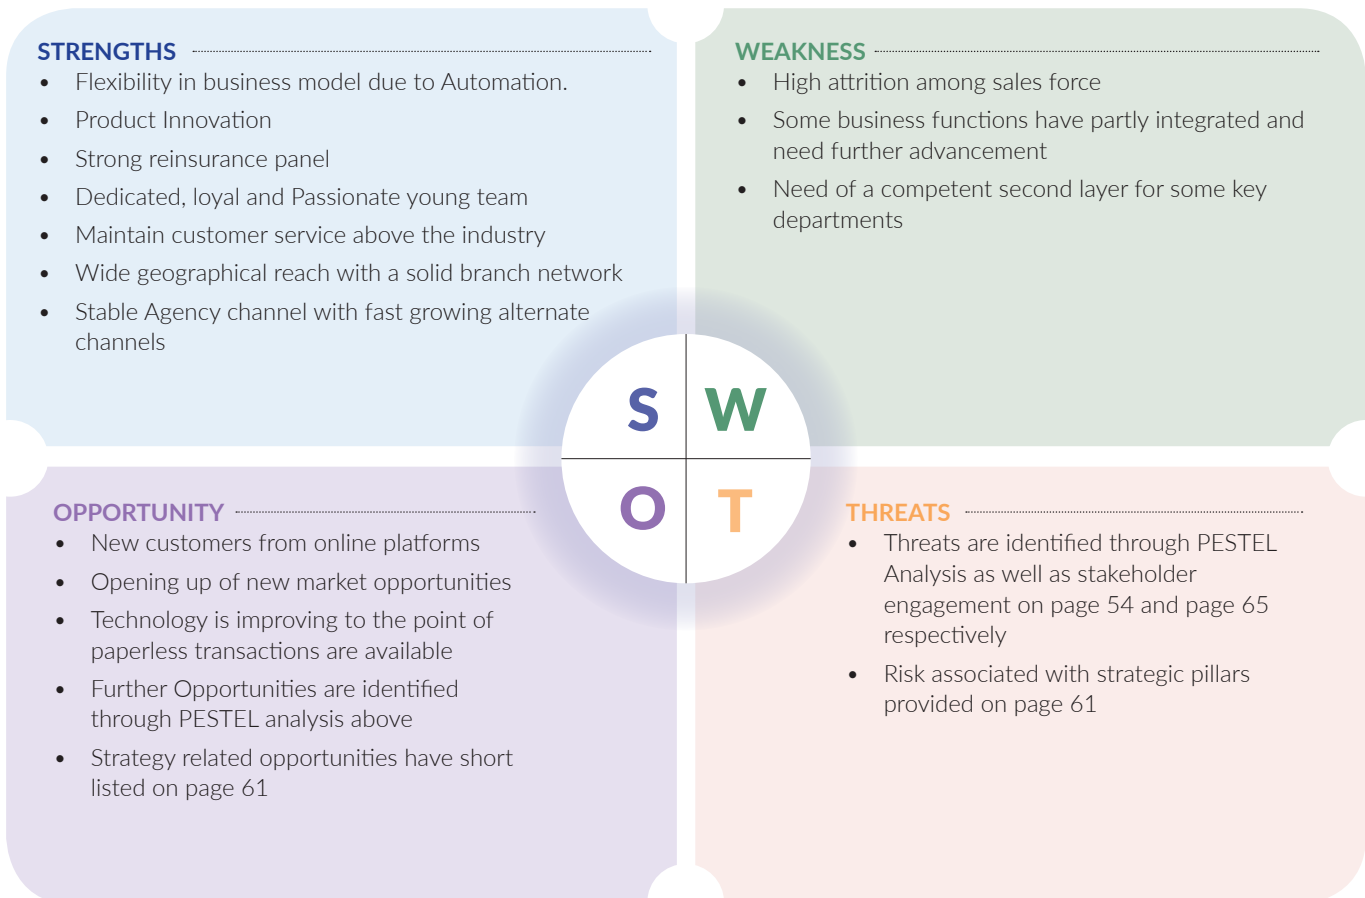 STRENGTHS
• Flexibility in business model due to Automation.
• Product Innovation
• Strong reinsurance panel
• Dedicated, loyal and Passionate young team
• Maintain customer service above the industry
• Wide geographical reach with a solid branch network
• Stable Agency channel with fast growing alternate
channels
WEAKNESS
• High attrition among sales force
• Some business functions have partly integrated and
need further advancement
• Need of a competent second layer for some key
departments
S
W
O
T
OPPORTUNITY
• New customers from online platforms
• Opening up of new market opportunities
• Technology is improving to the point of
paperless transactions are available
• Further Opportunities are identified
through PESTEL analysis above
• Strategy related opportunities have short
listed on page 61
THREATS
• Threats are identified through PESTEL
Analysis as well as stakeholder
engagement on page 54 and page 65
respectively
• Risk associated with strategic pillars
provided on page 61